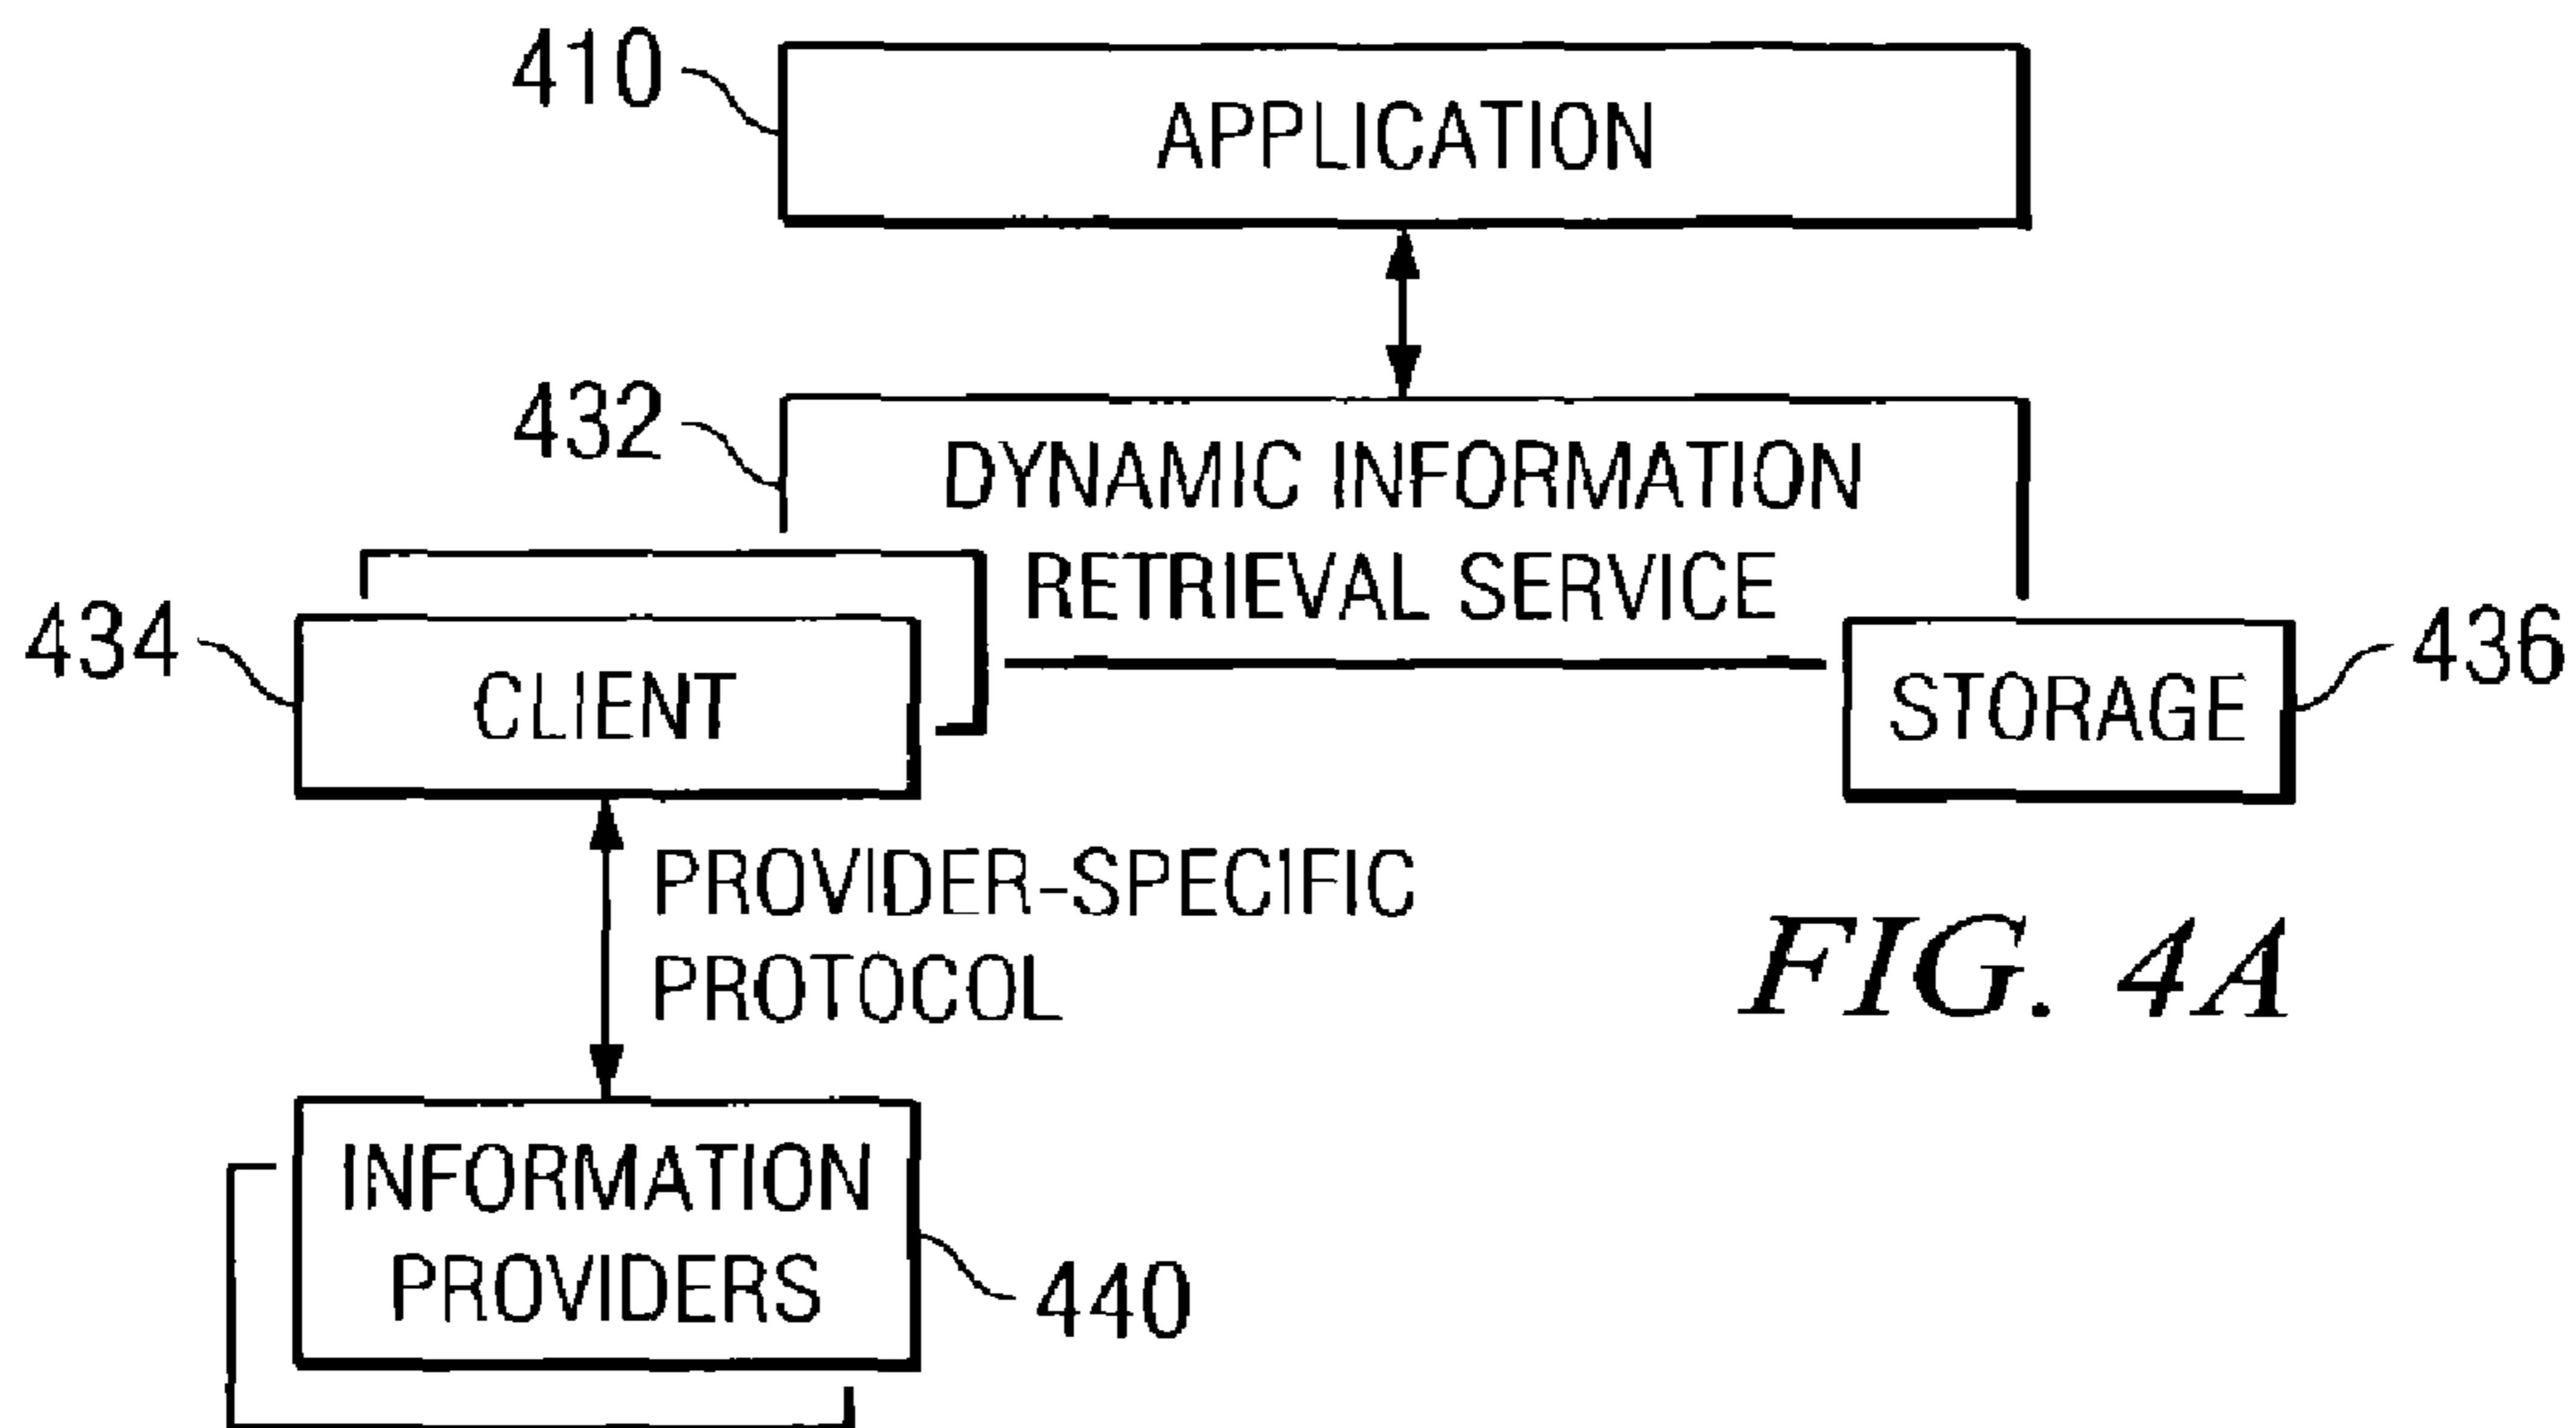 410
APPLICATION
432
DYNAMIC INFORMATION
RETRIEVAL SERVICE
434
CLIENT
STORAGE
436
PROVIDER-SPECIFIC
PROTOCOL
FIG. 4A
INFORMATION
PROVIDERS
440